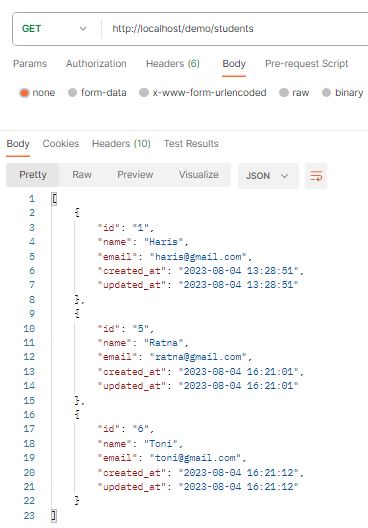 GET http://localhost/demo/students
Params Authorization Headers (6) Body Pre-request Script
none form-data x-www-form-urlencoded raw binary
Body Cookies Headers (10) Test Results
Pretty Raw Preview Visualize JSON
1 [
2 {
3 "id": "1",
4 "name": "Haris",
5 "email": "haris@gmail.com",
6 "created_at": "2023-08-04 13:28:51",
7 "updated_at": "2023-08-04 13:28:51"
8 },
9 {
10 "id": "5",
11 "name": "Ratna",
12 "email": "ratna@gmail.com",
13 "created_at": "2023-08-04 16:21:01",
14 "updated_at": "2023-08-04 16:21:01"
15 },
16 {
17 "id": "6",
18 "name": "Toni",
19 "email": "toni@gmail.com",
20 "created_at": "2023-08-04 16:21:12",
21 "updated_at": "2023-08-04 16:21:12"
22 }
23 ]